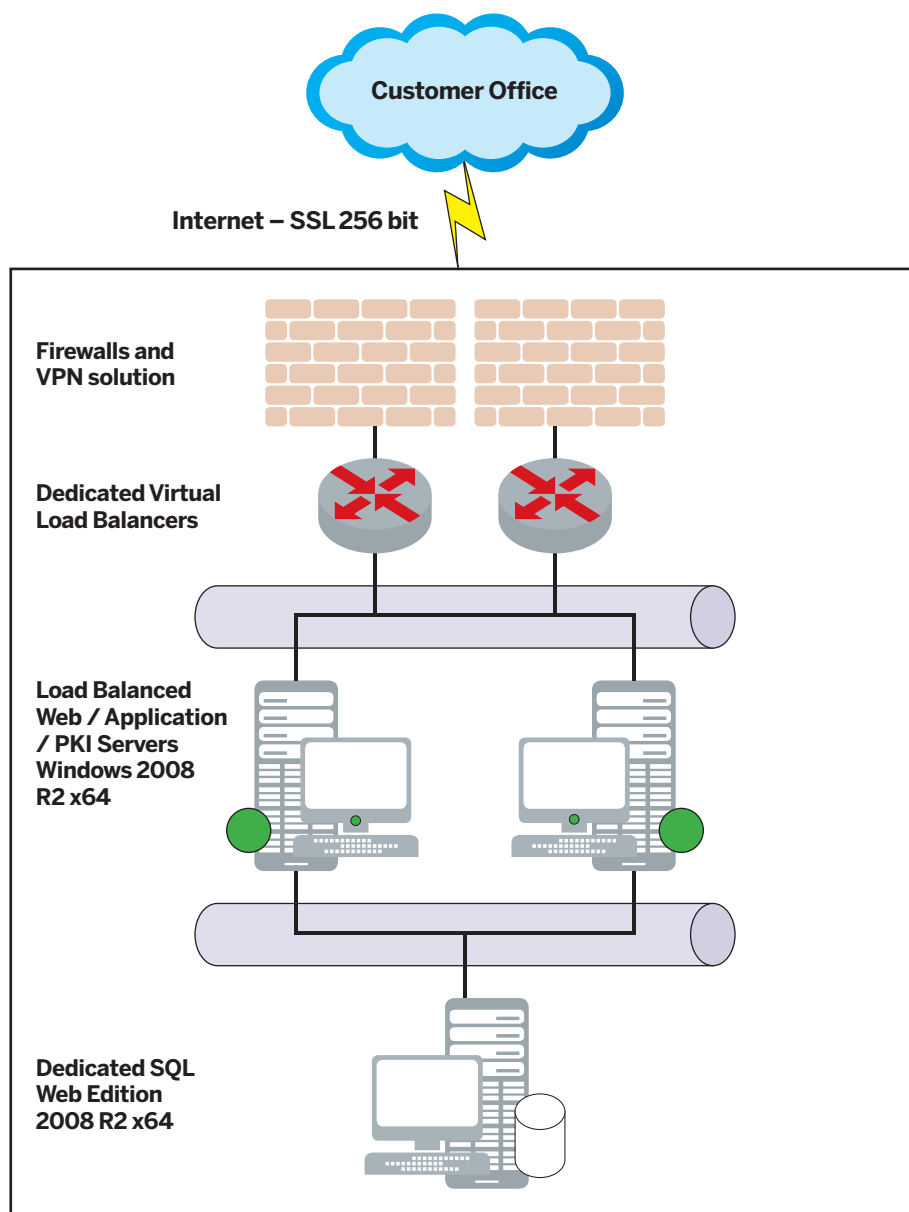 Customer Office
Internet – SSL 256 bit
Firewalls and
VPN solution
Dedicated Virtual
Load Balancers
Load Balanced
Web / Application
/ PKI Servers
Windows 2008
R2 x64
Dedicated SQL
Web Edition
2008 R2 x64